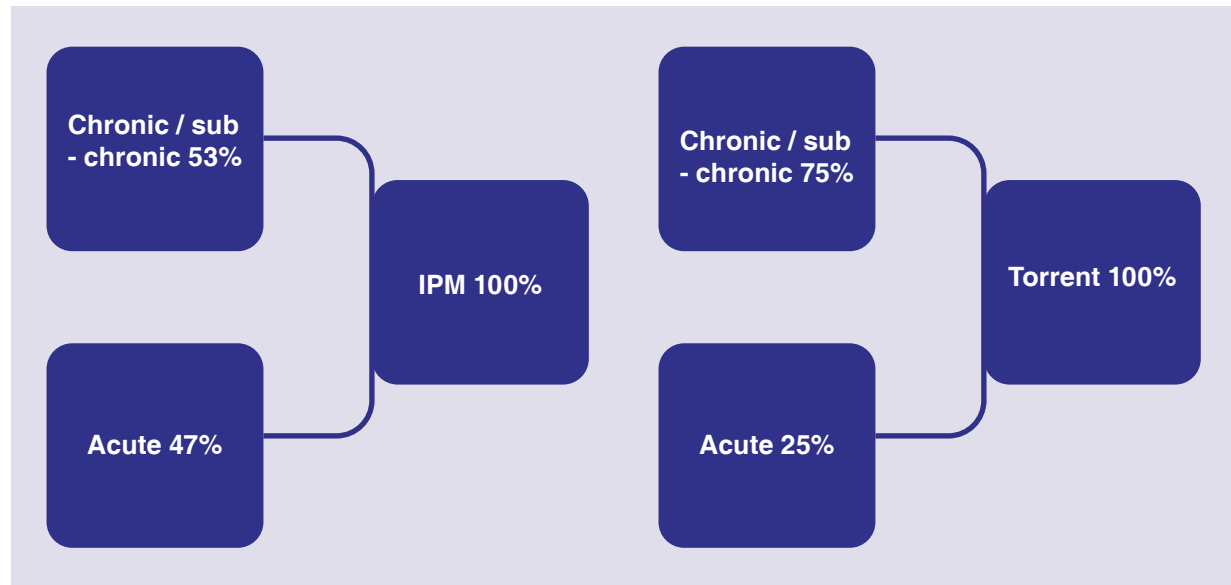 Chronic / sub
- chronic 53%
IPM 100%
Acute 47%
Chronic / sub
- chronic 75%
Torrent 100%
Acute 25%